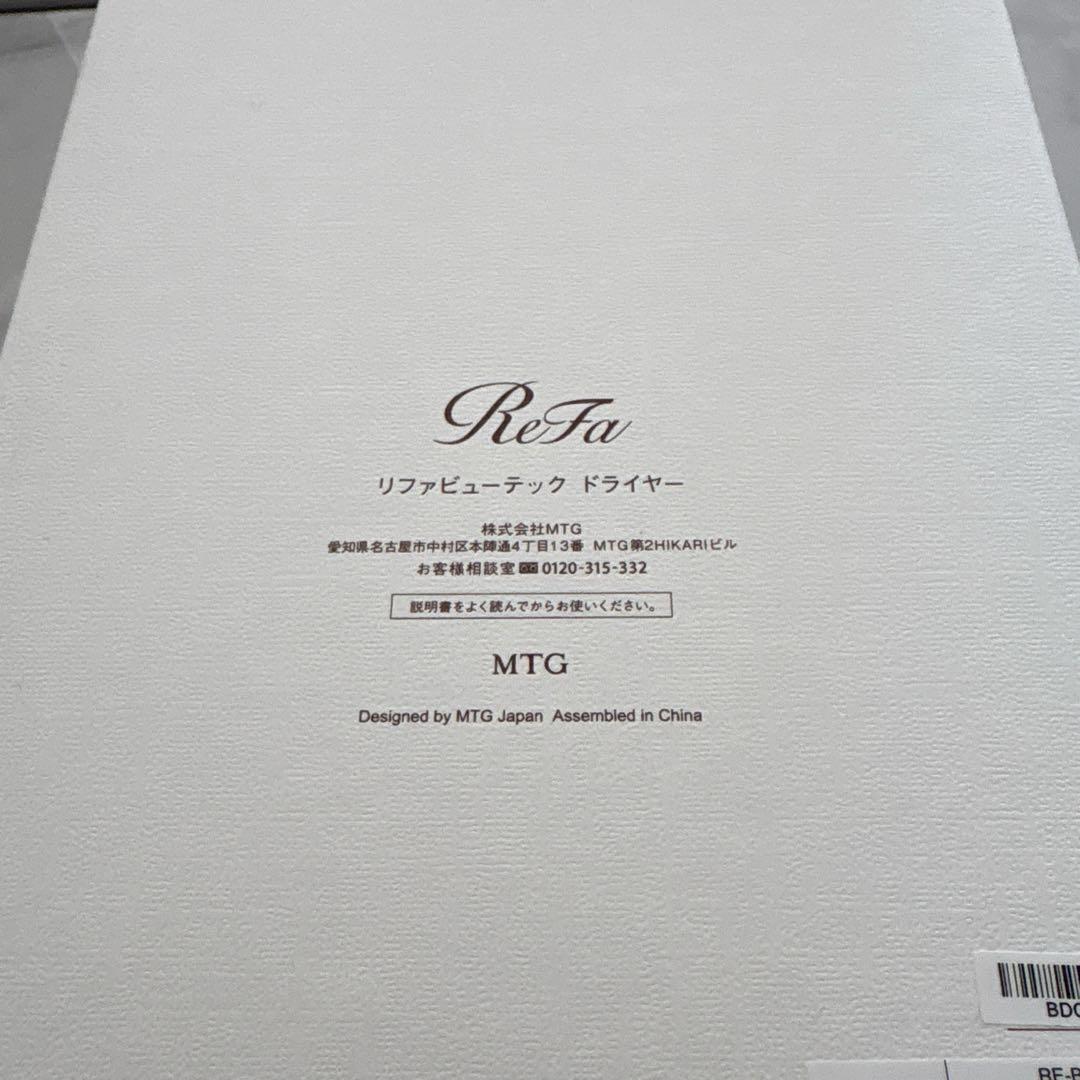 ReFa
リファビューテック ドライヤー
株式会社MTG
愛知県名古屋市中村区本陣通4丁目13番 MTG第2HIKARIビル
お客様相談室 0120-315-332
説明書をよく読んでからお使いください。
MTG
Designed by MTG Japan Assembled in China